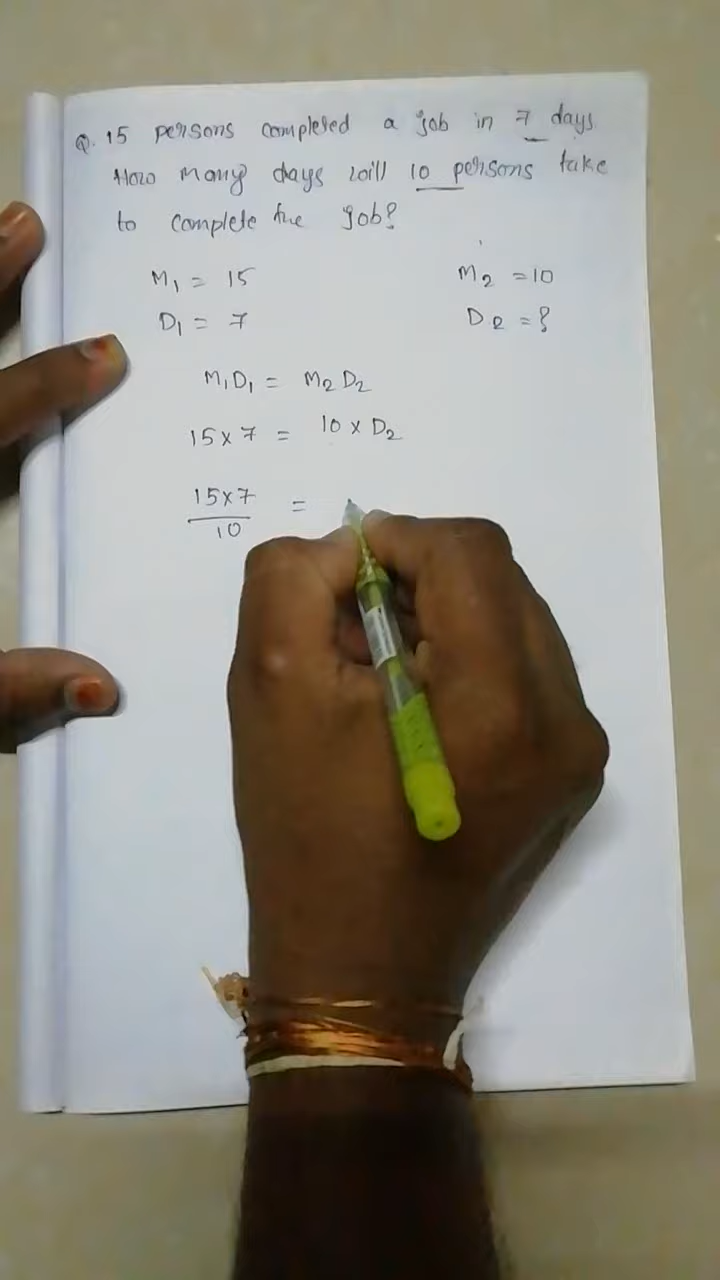 Q. 15 persons completed a job in 7 days.
How many days will 10 persons take
to complete the job?
M1 = 15 M2 = 10
D1 = 7 D2 = ?
M1D1 = M2D2
15 x 7 = 10 x D2
15x7/10 =